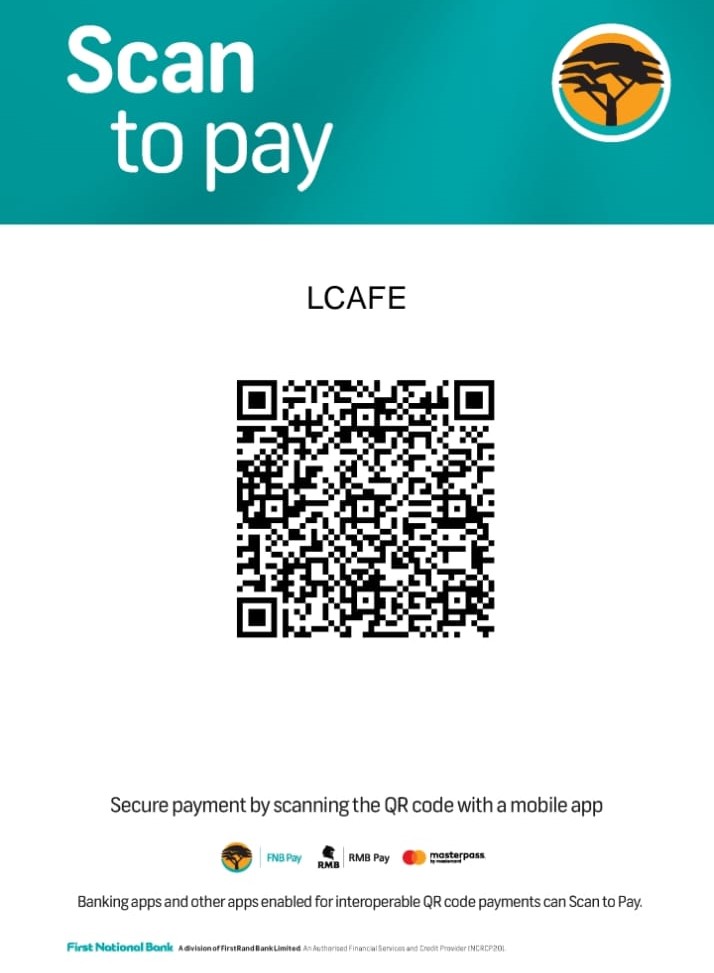 Scan
to pay
LCAFE
Secure payment by scanning the QR code with a mobile app
FNB Pay RMB RMB Pay masterpass by mastercard
Banking apps and other apps enabled for interoperable QR code payments can Scan to Pay.
First National Bank A division of FirstRand Bank Limited. An Authorised Financial Services and Credit Provider (NCRCP20).